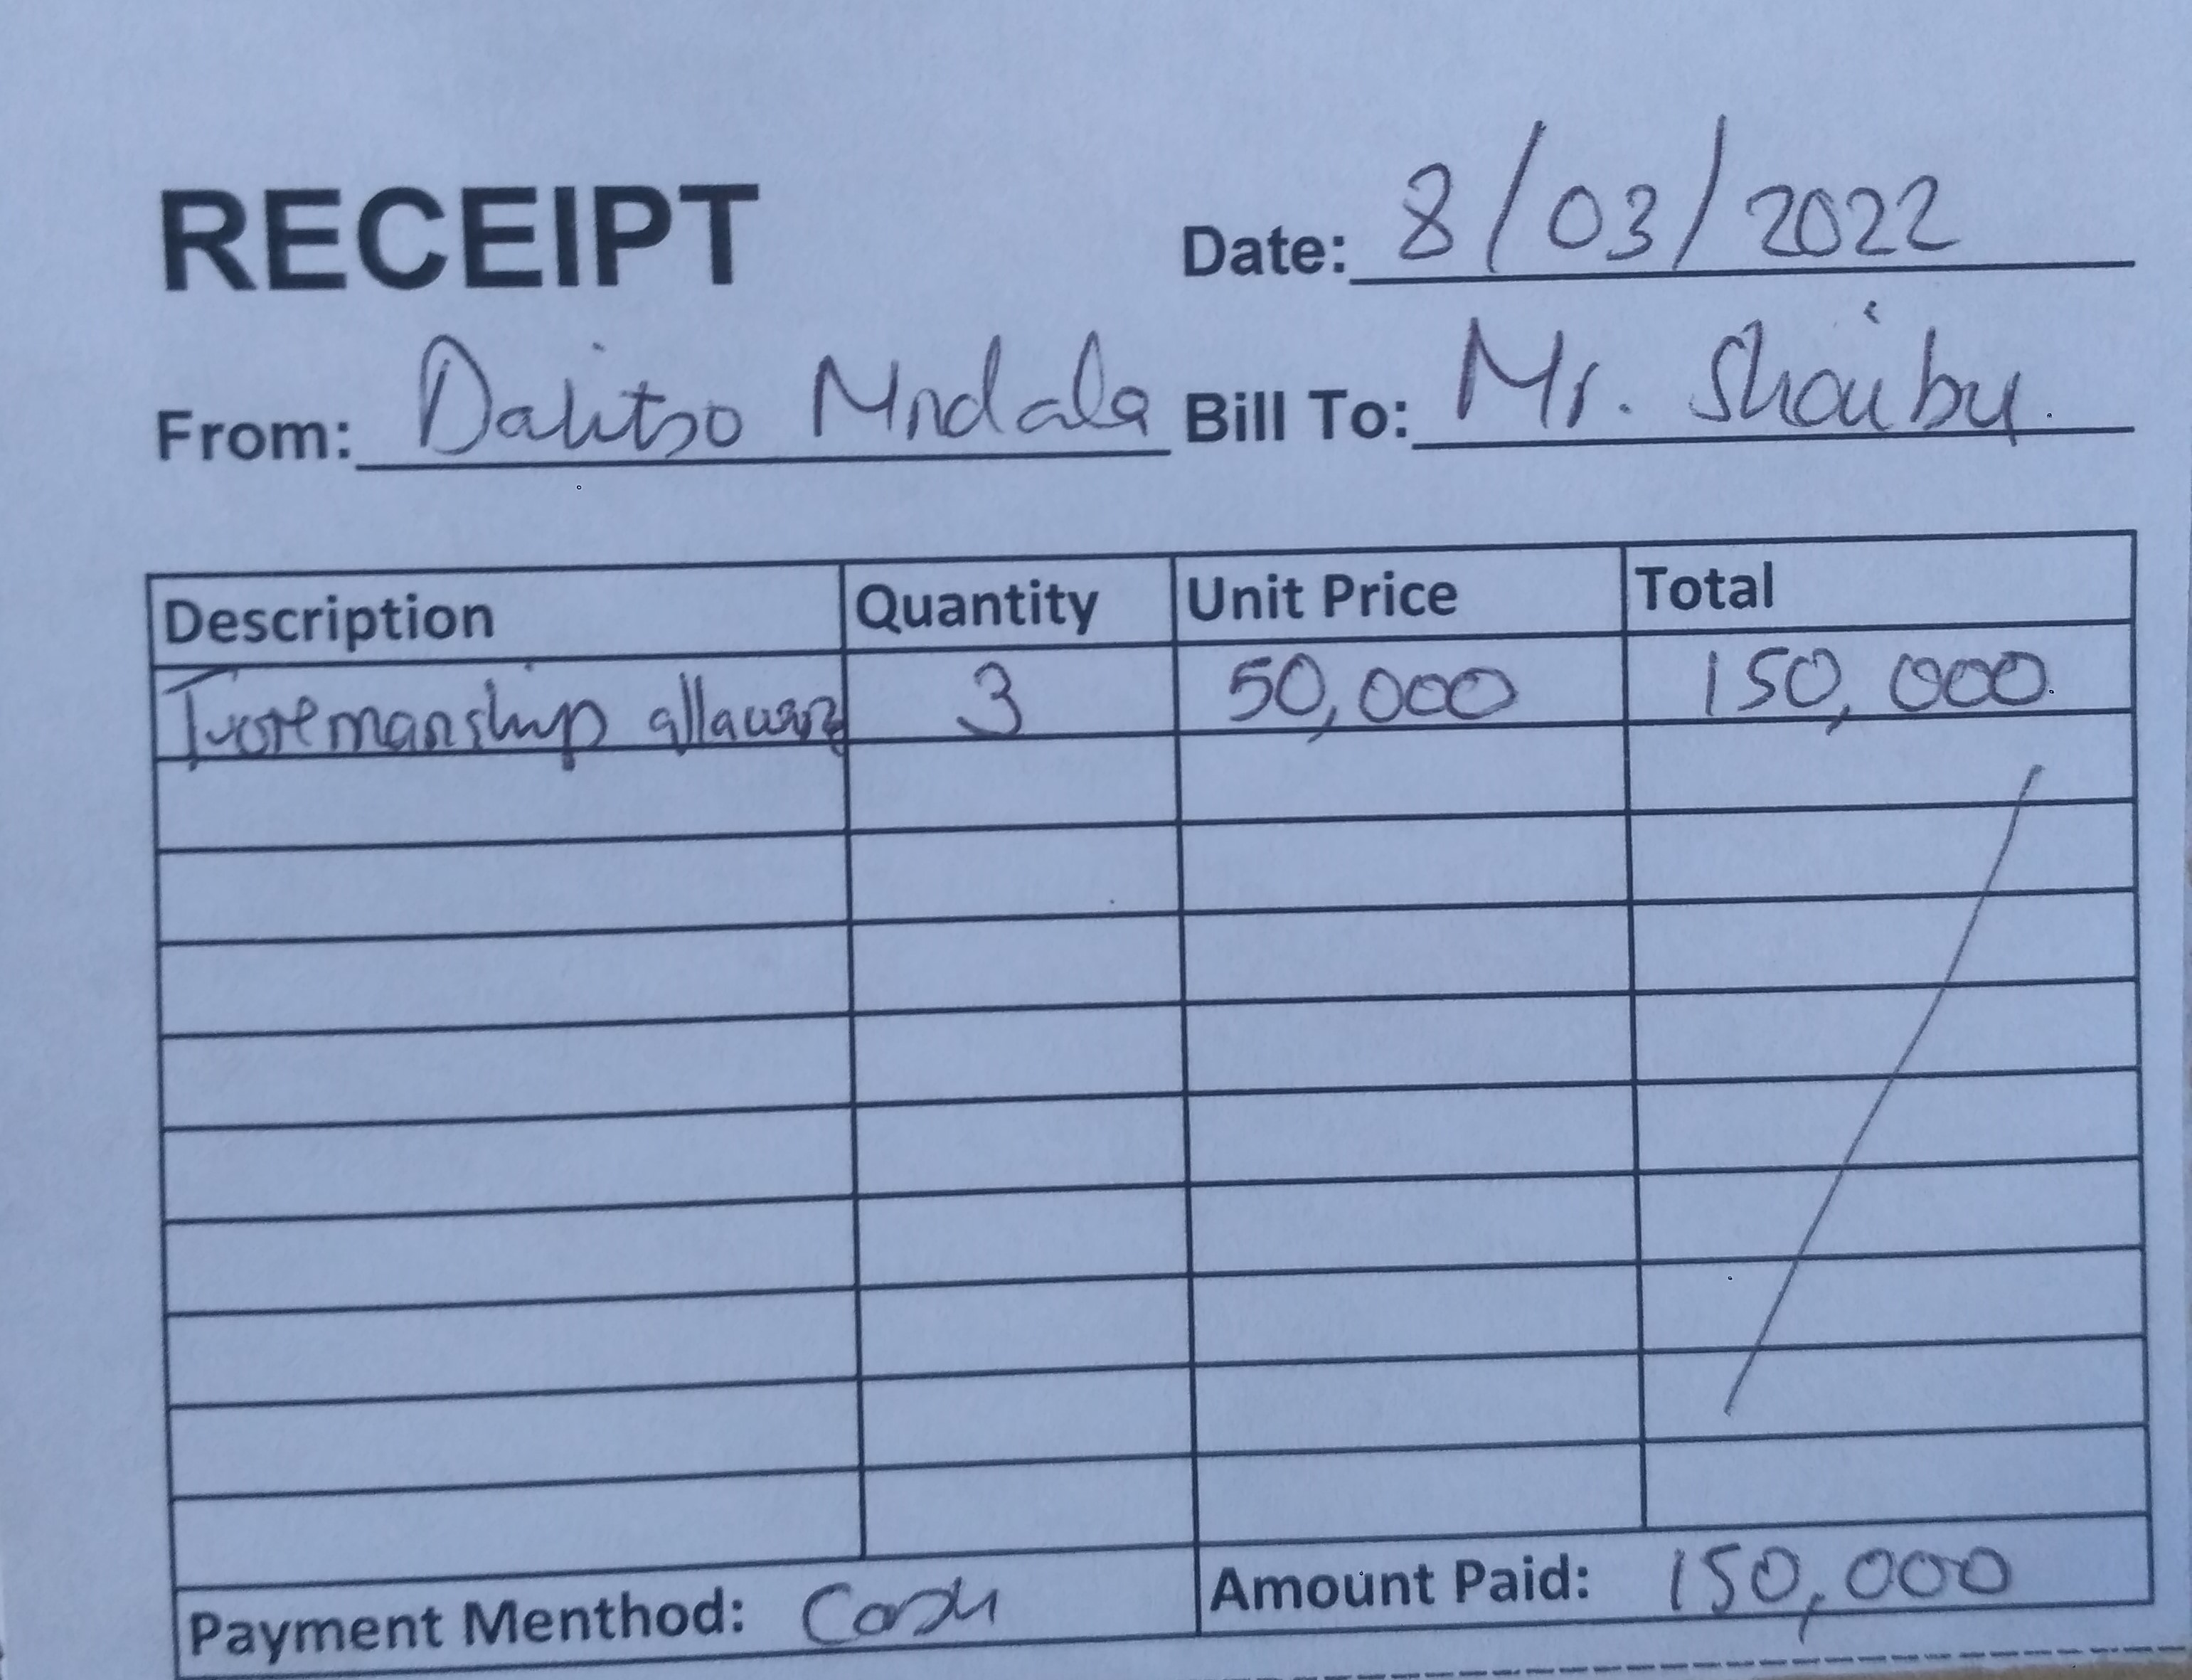 RECEIPT Date: 8/03/2022
From: Dalitso Mndala Bill To: Mr. Shaibu.
Description Quantity Unit Price Total
3 50,000 150,000
Payment Menthod: Cash Amount Paid: 150,000